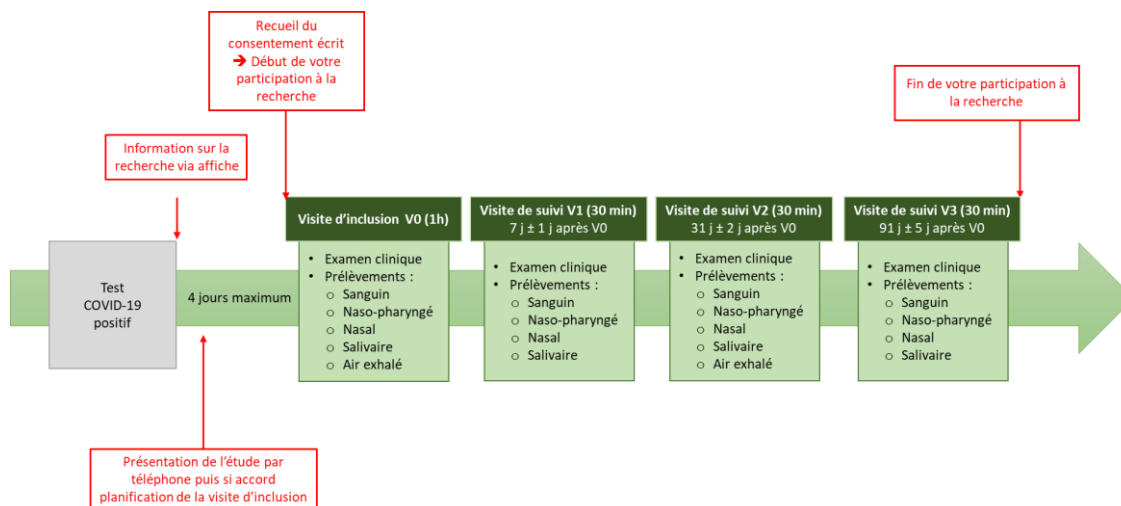 Recueil du
consentement écrit
➔ Début de votre
participation à la
recherche
Fin de votre participation à
la recherche
Information sur la
recherche via affiche
Test
COVID-19
positif
4 jours maximum
Visite d’inclusion V0 (1h)
• Examen clinique
• Prélèvements :
o Sanguin
o Naso-pharyngé
o Nasal
o Salivaire
o Air exhalé
Visite de suivi V1 (30 min)
7 j ± 1 j après V0
• Examen clinique
• Prélèvements :
o Sanguin
o Naso-pharyngé
o Nasal
o Salivaire
Visite de suivi V2 (30 min)
31 j ± 2 j après V0
• Examen clinique
• Prélèvements :
o Sanguin
o Naso-pharyngé
o Nasal
o Salivaire
o Air exhalé
Visite de suivi V3 (30 min)
91 j ± 5 j après V0
• Examen clinique
• Prélèvements :
o Sanguin
o Naso-pharyngé
o Nasal
o Salivaire
Présentation de l’étude par
téléphone puis si accord
planification de la visite d’inclusion